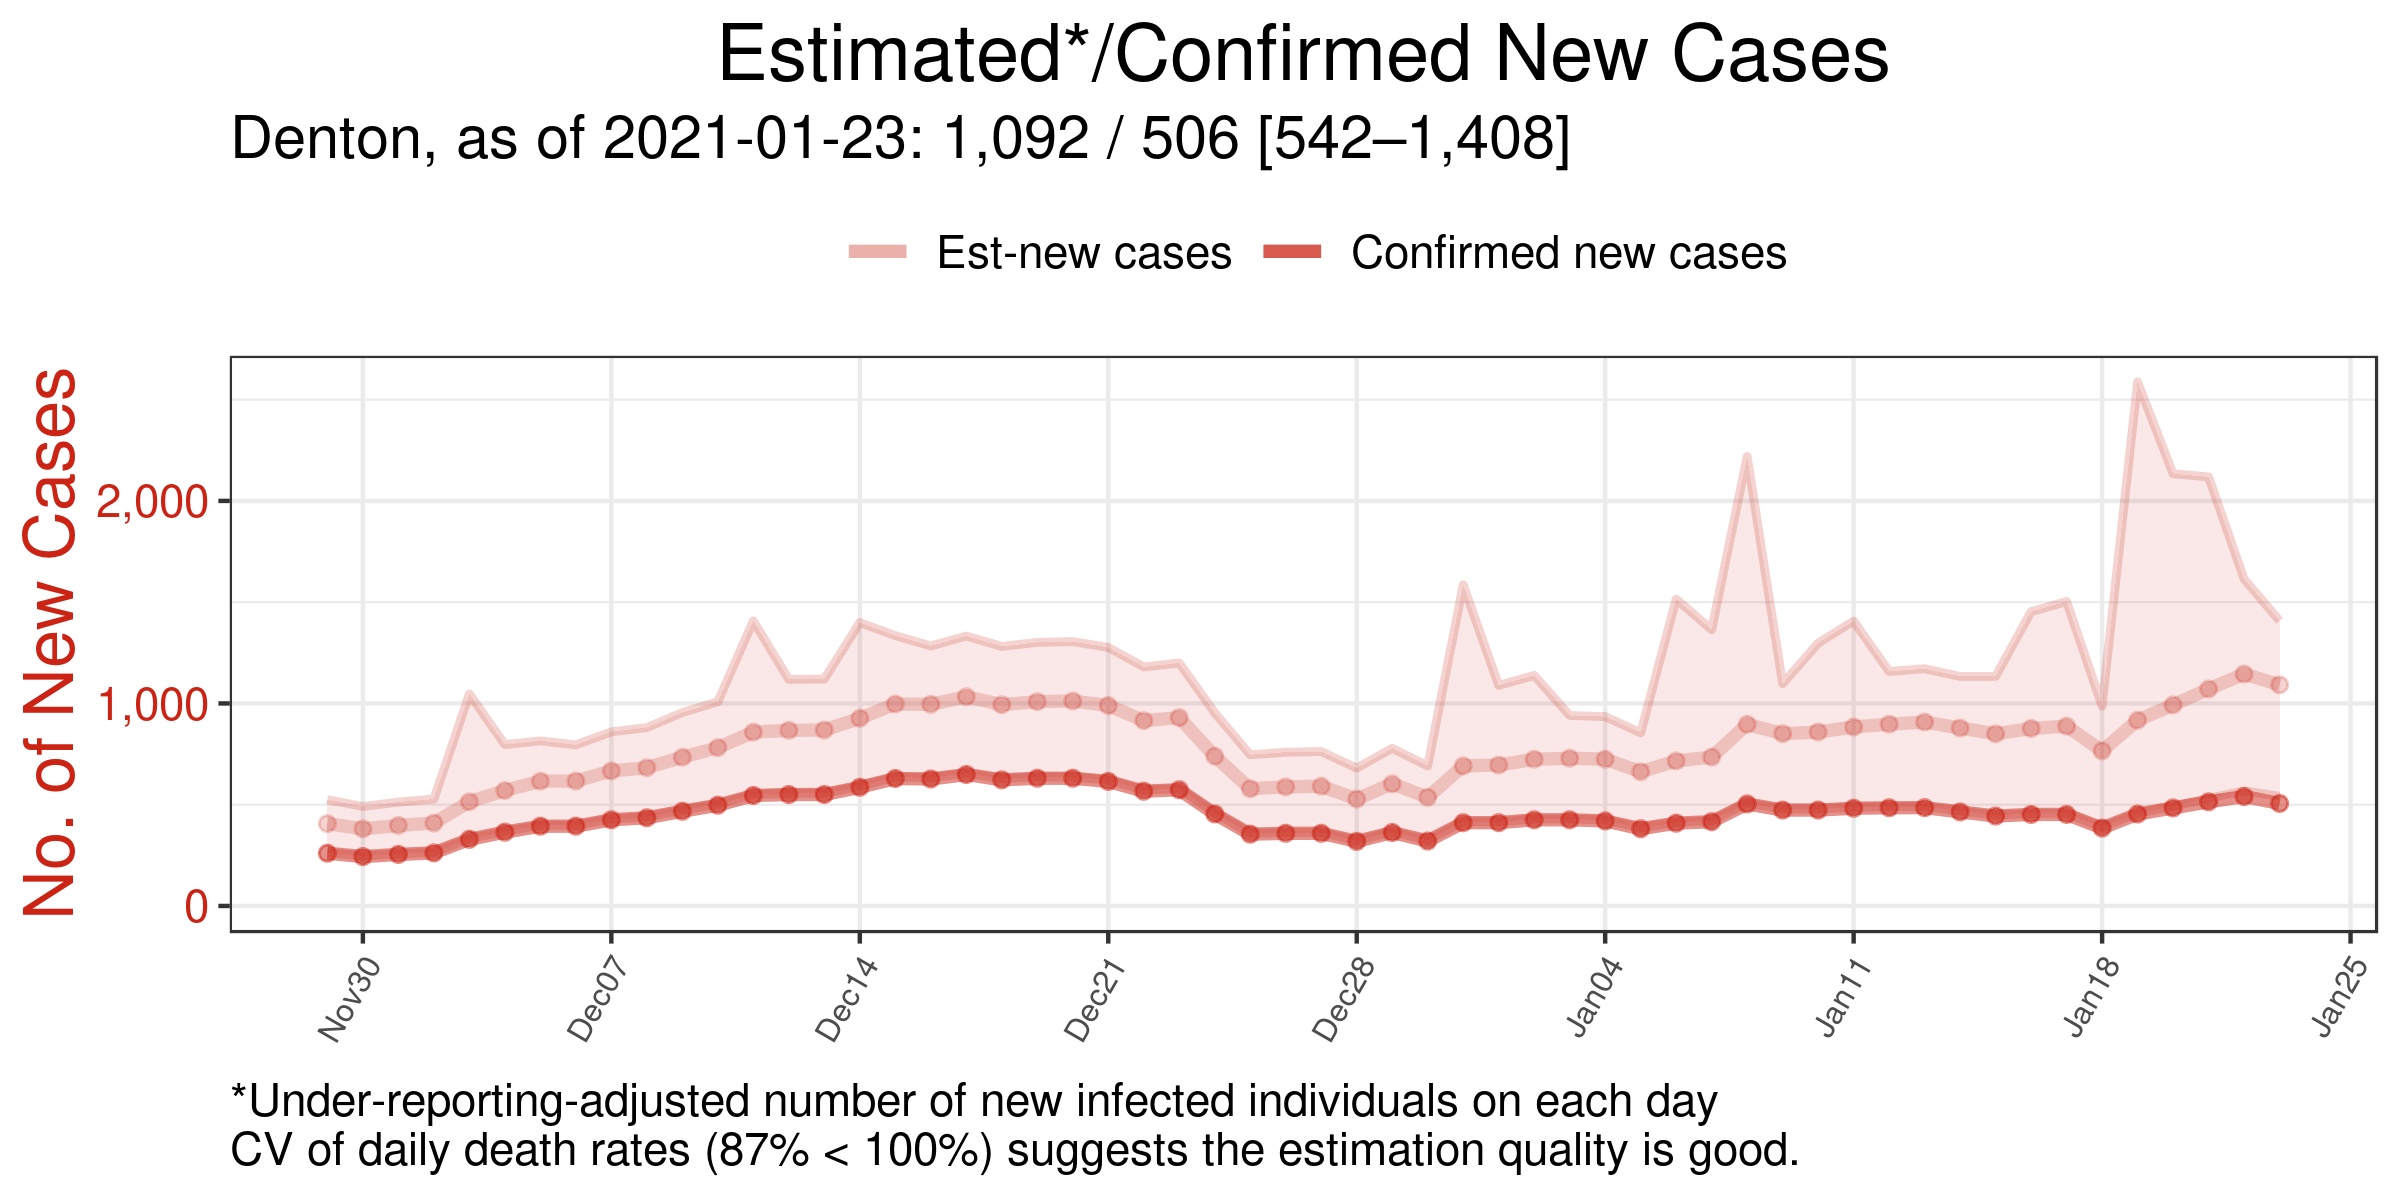 Estimated*/Confirmed New Cases
Denton, as of 2021-01-23: 1,092 / 506 [542–1,408]
Est-new cases
Confirmed new cases
No. of New Cases
2,000
1,000
0
Nov30
Dec07
Dec14
Dec21
Dec28
Jan04
Jan11
Jan18
Jan25
*Under-reporting-adjusted number of new infected individuals on each day
CV of daily death rates (87% < 100%) suggests the estimation quality is good.